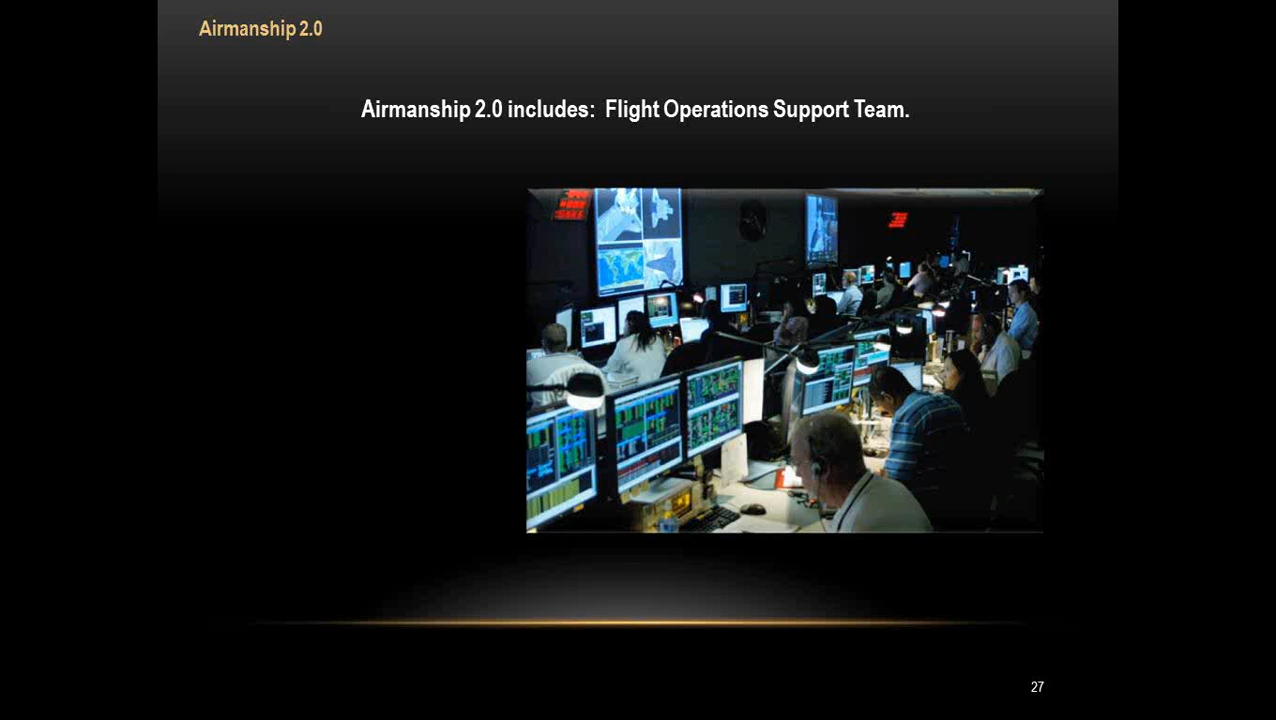 Airmanship 2.0
Airmanship 2.0 includes:  Flight Operations Support Team.
27